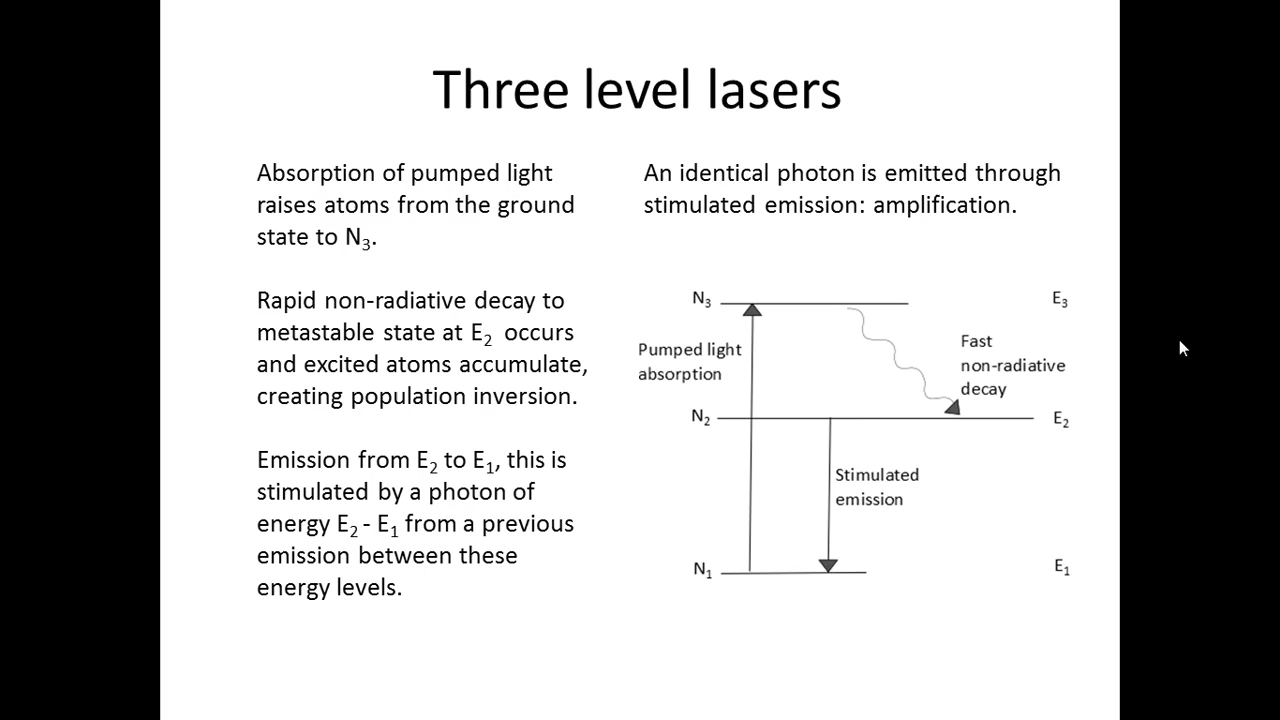 Three level lasers
Absorption of pumped light
raises atoms from the ground
state to N₃.
Rapid non-radiative decay to
metastable state at E₂ occurs
and excited atoms accumulate,
creating population inversion.
Emission from E₂ to E₁, this is
stimulated by a photon of
energy E₂ - E₁ from a previous
emission between these
energy levels.
An identical photon is emitted through
stimulated emission: amplification.
N₃
E₃
Pumped light
absorption
Fast
non-radiative
decay
N₂
E₂
Stimulated
emission
N₁
E₁